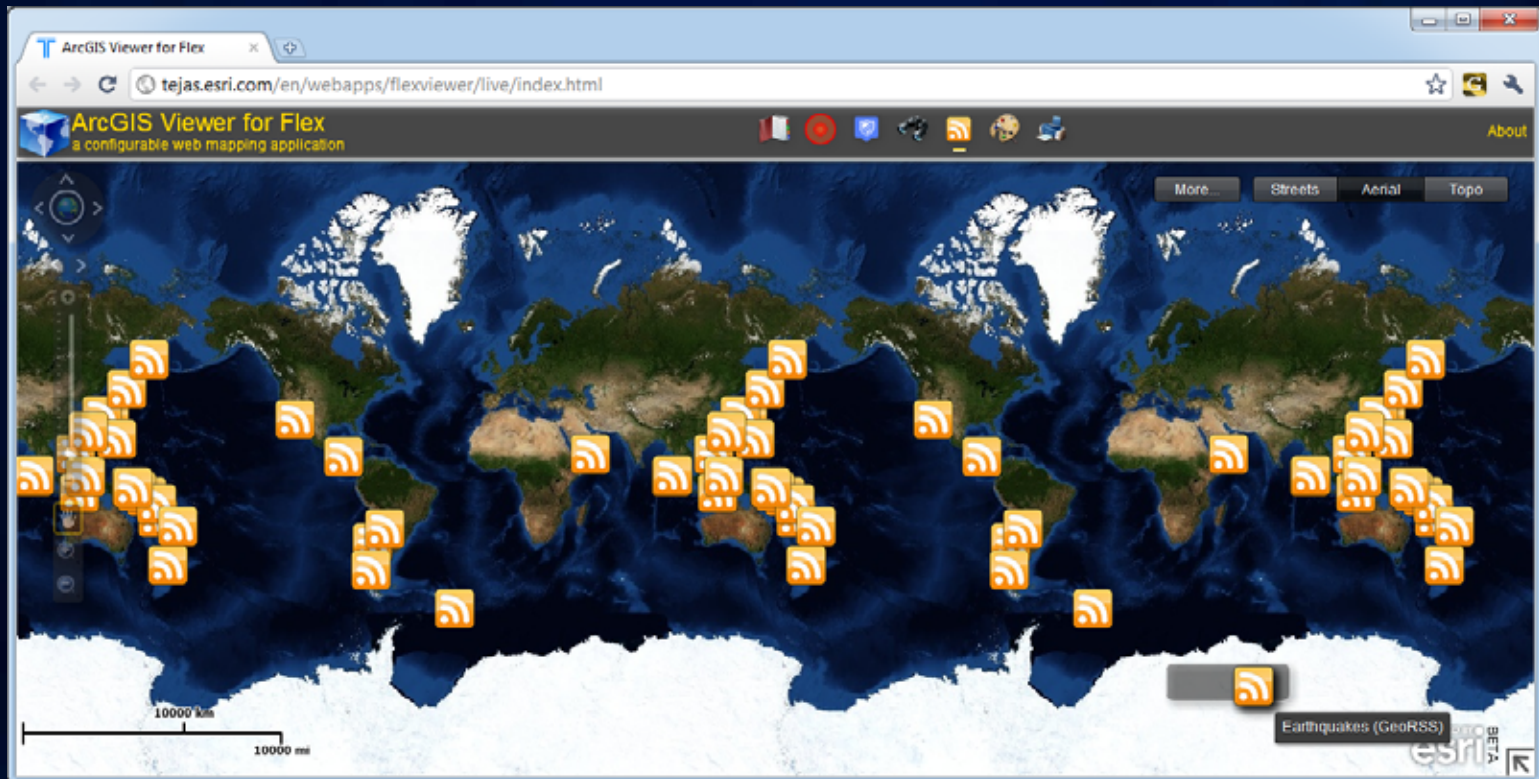 ArcGIS Viewer for Flex
tejas.esri.com/en/webapps/flexviewer/live/index.html
ArcGIS Viewer for Flex
a configurable web mapping application
About
More...
Streets
Aerial
Topo
10000 km
10000 mi
Earthquakes (GeoRSS)
esri
BETA